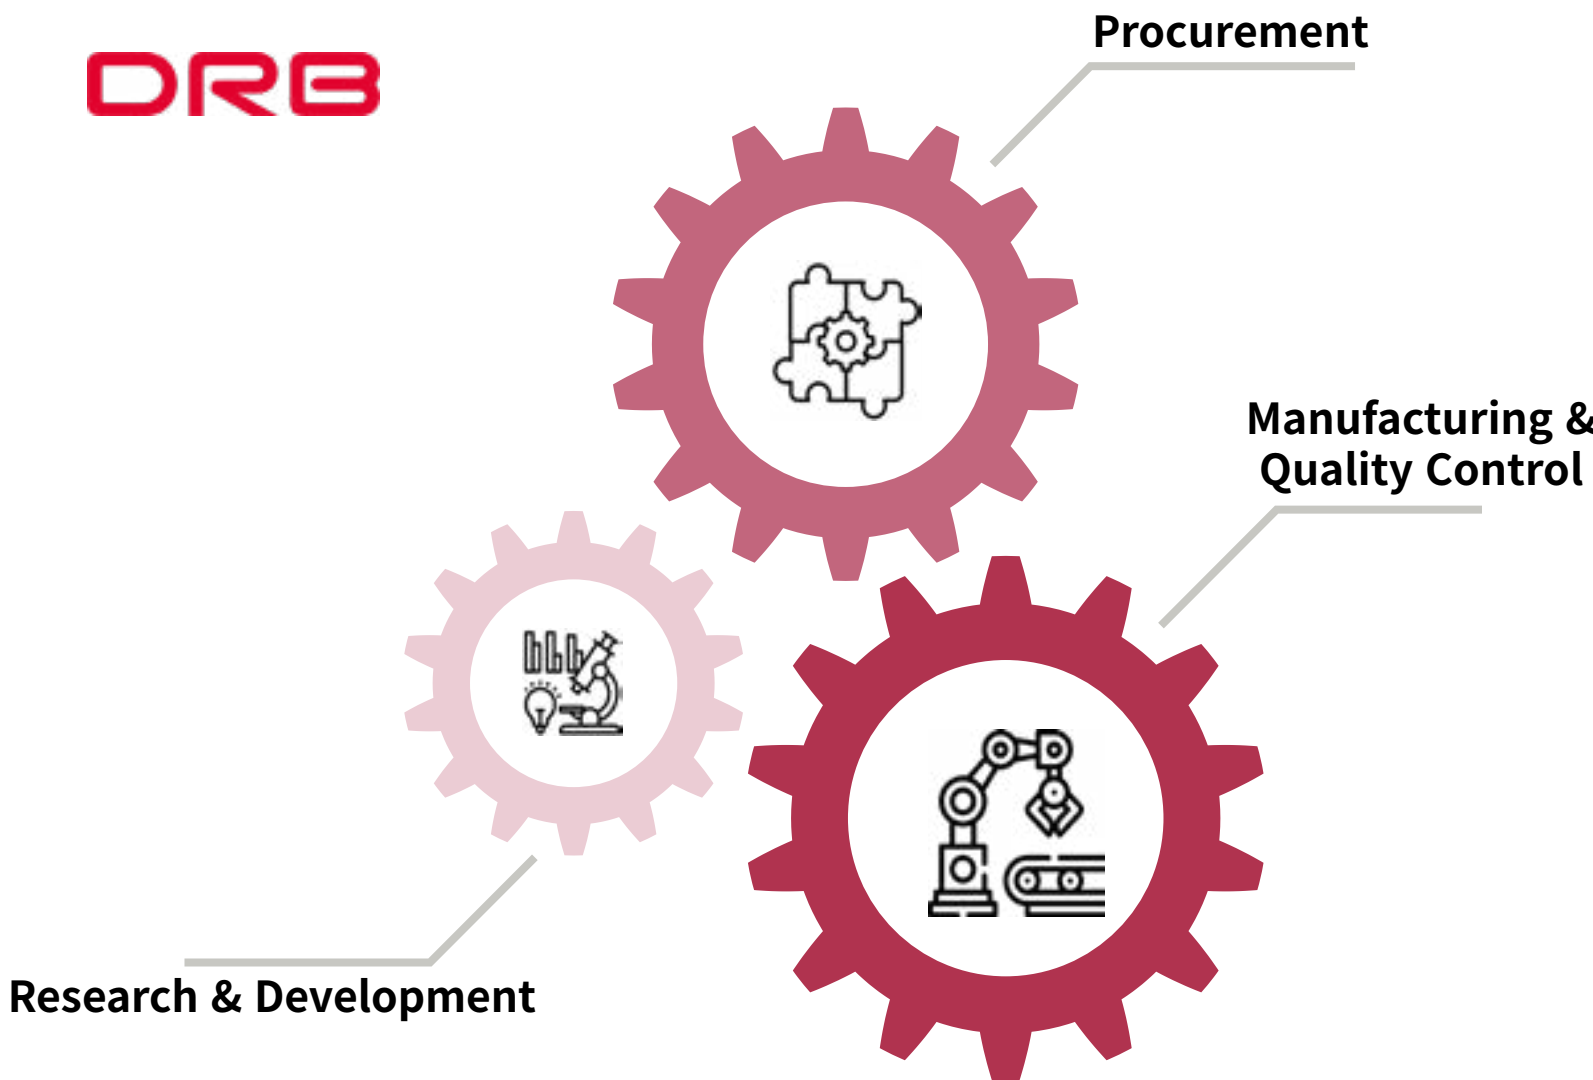 DRB
Procurement
Manufacturing &
Quality Control
Research & Development